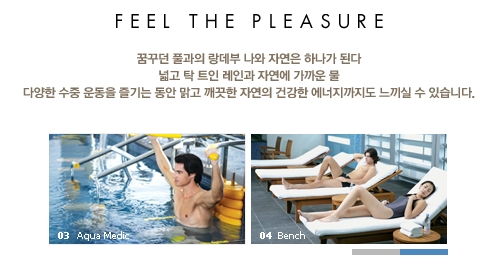 FEEL THE PLEASURE
꿈꾸던 풀과의 랑데부 나와 자연은 하나가 된다
넓고 탁 트인 레인과 자연에 가까운 물
다양한 수중 운동을 즐기는 동안 맑고 깨끗한 자연의 건강한 에너지까지도 느끼실 수 있습니다.
03 Aqua Medic
04 Bench